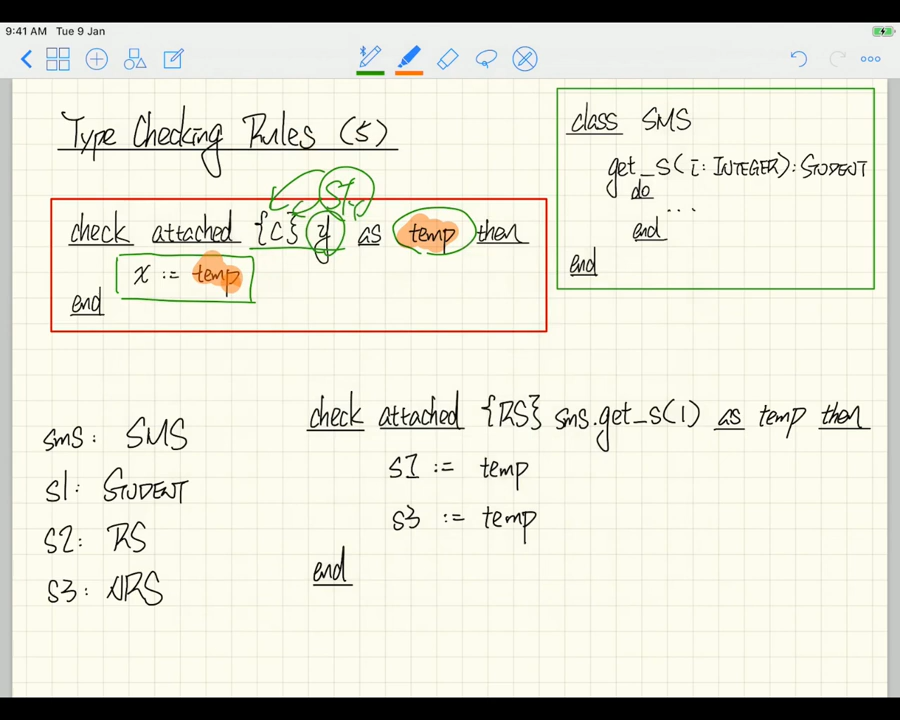 9:41 AM Tue 9 Jan
Type Checking Rules (5)
ST
check attached {C} y as temp then
x := temp
end
class SMS
get_s(i: INTEGER): STUDENT
do
...
end
end
sms: SMS
s1: STUDENT
s2: RS
s3: NRS
check attached {RS} sms.get_s(1) as temp then
s1 := temp
s3 := temp
end